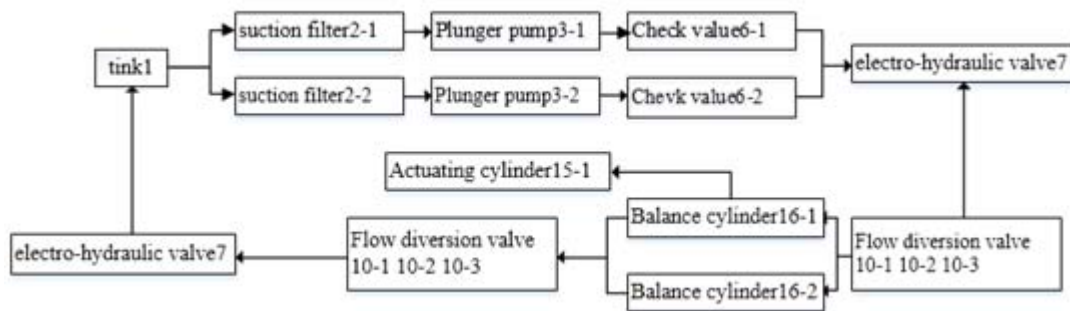 suction filter2-1
Plunger pump3-1
Check value6-1
tink1
electro-hydraulic valve7
suction filter2-2
Plunger pump3-2
Chevk value6-2
Actuating cylinder15-1
Balance cylinder16-1
electro-hydraulic valve7
Flow diversion valve
10-1 10-2 10-3
Flow diversion valve
10-1 10-2 10-3
Balance cylinder16-2